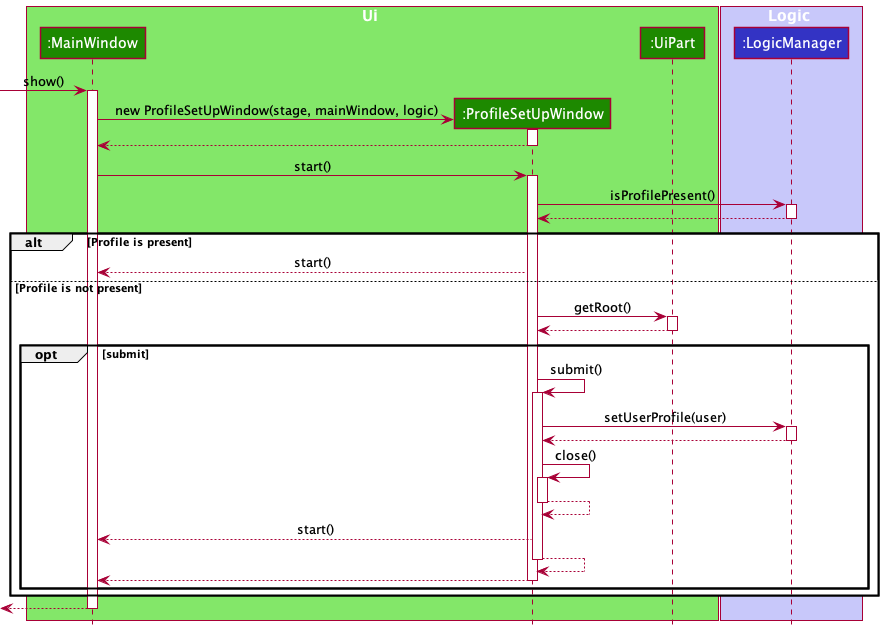 Ui
Logic
:MainWindow
:UiPart
:LogicManager
show()
new ProfileSetUpWindow(stage, mainWindow, logic)
:ProfileSetUpWindow
start()
isProfilePresent()
alt
[Profile is present]
start()
[Profile is not present]
getRoot()
opt
[submit]
submit()
setUserProfile(user)
close()
start()